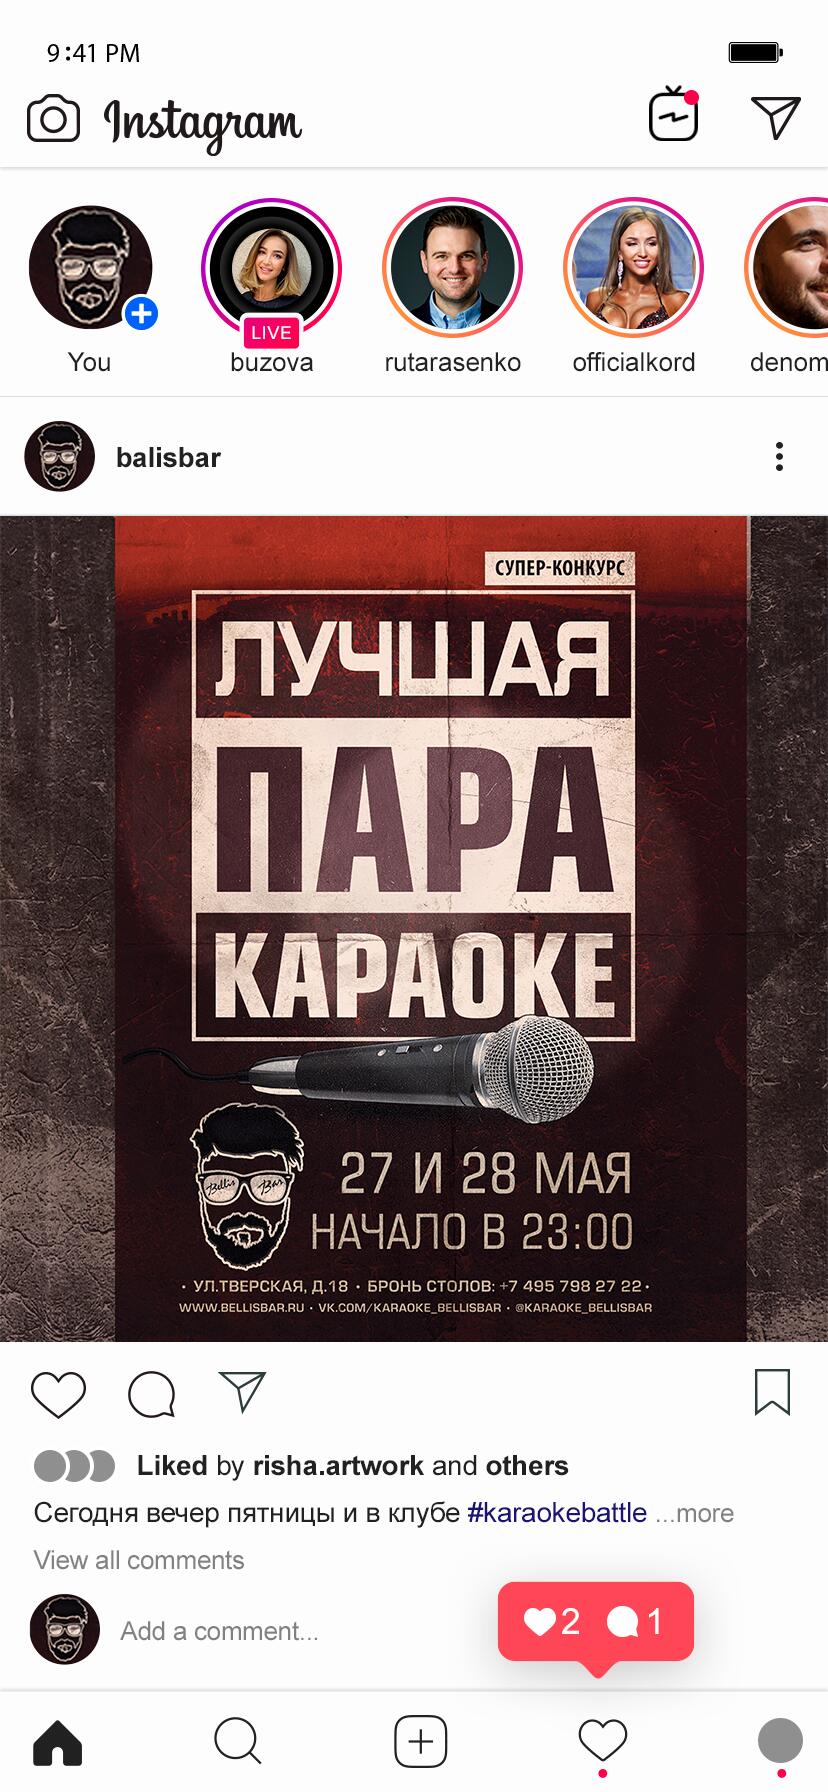 9:41 PM
Instagram
LIVE
You
buzova
rutarasenko
officialkord
denom
balisbar
СУПЕР-КОНКУРС
ЛУЧШАЯ
ПАРА
КАРАОКЕ
Bellis Bar
27 И 28 МАЯ
НАЧАЛО В 23:00
· УЛ.ТВЕРСКАЯ, Д.18 · БРОНЬ СТОЛОВ: +7 495 798 27 22 ·
WWW.BELLISBAR.RU · VK.COM/KARAOKE_BELLISBAR · @KARAOKE_BELLISBAR
Liked by risha.artwork and others
Сегодня вечер пятницы и в клубе #karaokebattle ...more
View all comments
2 1
Add a comment...